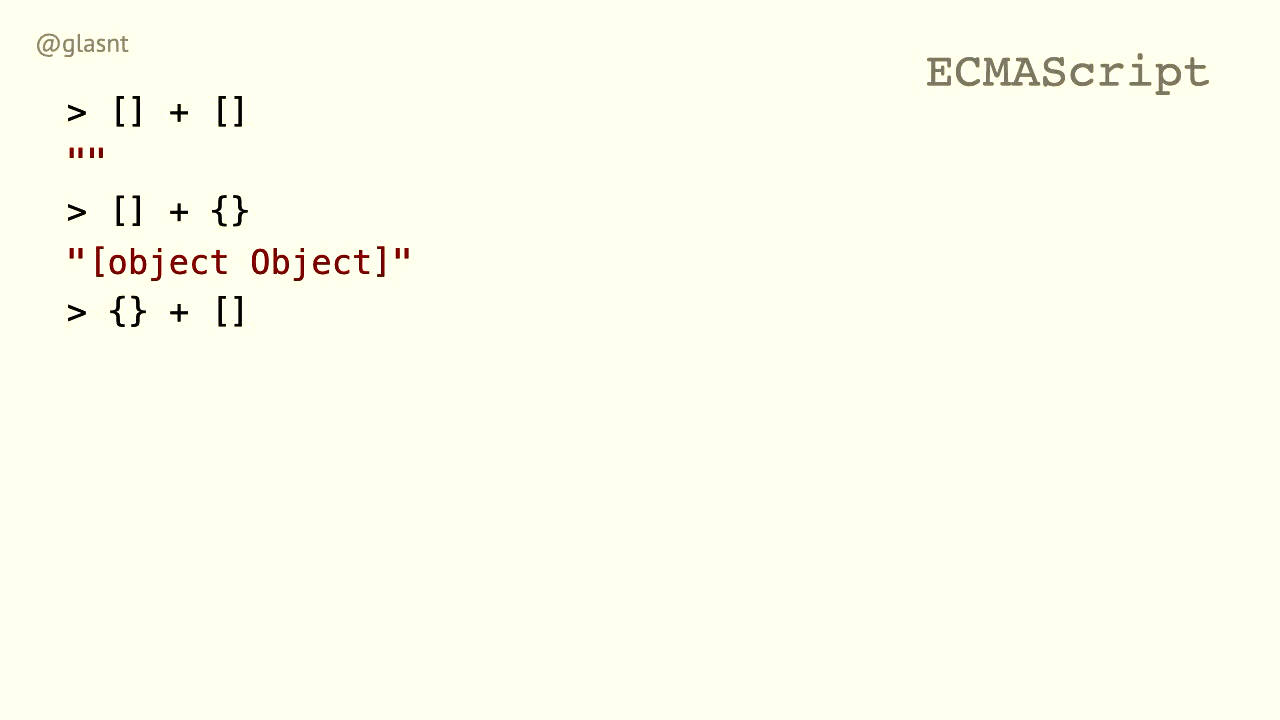 @glasnt
ECMAScript
> [] + []
""
> [] + {}
"[object Object]"
> {} + []